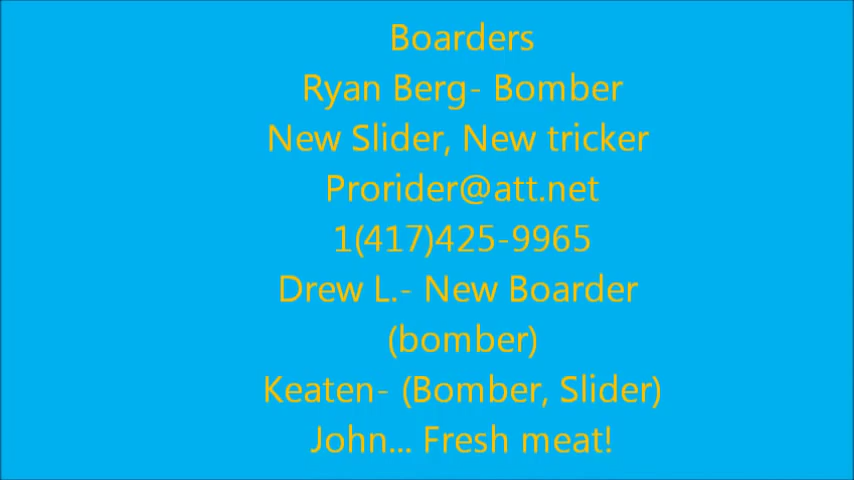 Boarders
Ryan Berg- Bomber
New Slider, New tricker
Prorider@att.net
1(417)425-9965
Drew L.- New Boarder
(bomber)
Keaten- (Bomber, Slider)
John... Fresh meat!